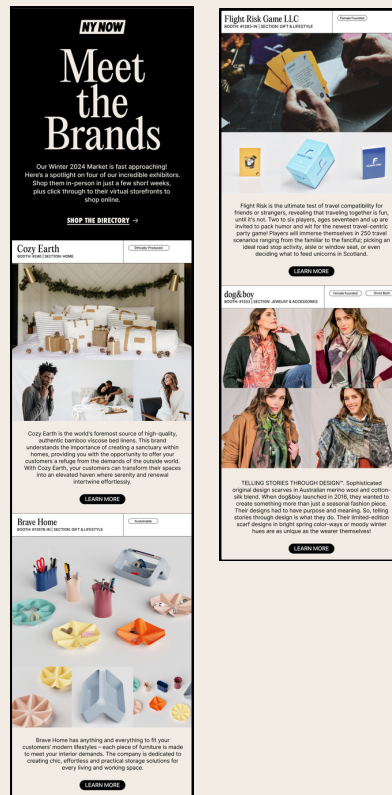 NY NOW
Meet
the
Brands
Our Winter 2024 Market is fast approaching!
Here's a spotlight on four of our incredible exhibitors.
Shop them in-person in just a few short weeks,
plus click through to their virtual storefronts to
shop online.
SHOP THE DIRECTORY →
Cozy Earth
Ethically Produced
SECTION: HOME
Cozy Earth is the world's foremost source of high-quality,
authentic bamboo viscose bed linens. This brand
understands the importance of creating a sanctuary within
homes, providing you with the opportunity to offer your
customers a refuge from the demands of the outside world.
With Cozy Earth, your customers can transform their spaces
into an elevated haven where serenity and renewal
intertwine effortlessly.
LEARN MORE
Brave Home
Sustainable
SECTION: GIFT & LIFESTYLE
Brave Home has anything and everything to fit your
customers' modern lifestyles – each piece of furniture is made
to meet your interior demands. The company is dedicated to
creating chic, effortless and practical storage solutions for
every living and working space.
LEARN MORE
Flight Risk Game LLC
Female Founded
SECTION: GIFT & LIFESTYLE
Flight Risk is the ultimate test of travel compatibility for
friends or strangers, revealing that traveling together is fun,
until it's not. Two to six players, ages seventeen and up are
invited to pack humor and wit for the newest travel-centric
party game! Players will immerse themselves in 250 travel
scenarios ranging from the familiar to the fanciful; picking an
ideal road stop activity, aisle or window seat, or even
deciding what to feed unicorns in Scotland.
LEARN MORE
dog&boy
Female Founded
BOOTH: #1533 | SECTION: JEWELRY & ACCESSORIES
TELLING STORIES THROUGH DESIGN™. Sophisticated
original design scarves in Australian merino wool and cotton-
silk blend. When dog&boy launched in 2016, they wanted to
create something more than just a seasonal fashion piece.
Their designs had to have purpose and meaning. So, telling
stories through design is what they do. Their limited-edition
scarf designs in bright spring color-ways or moody winter
hues are as unique as the wearer themselves!
LEARN MORE